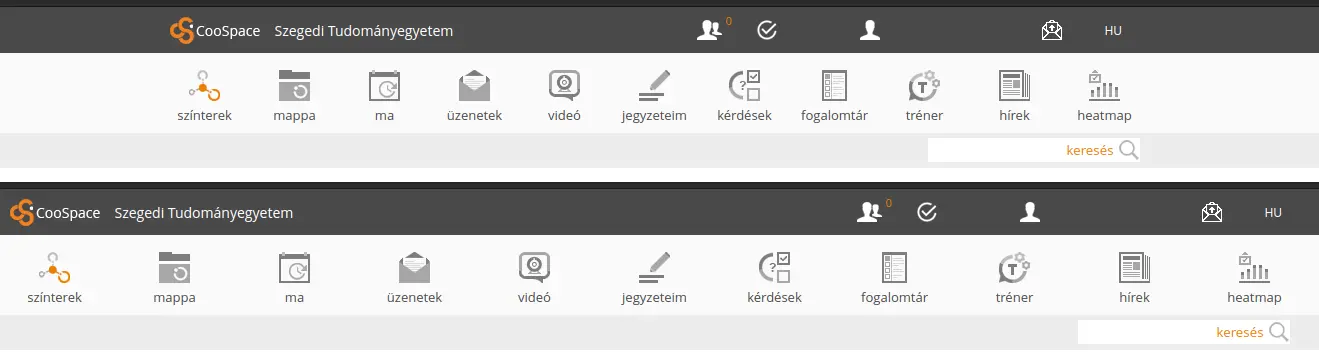 CooSpace Szegedi Tudományegyetem 0 HU
színterek mappa ma üzenetek videó jegyzeteim kérdések fogalomtár tréner hírek heatmap
keresés
CooSpace Szegedi Tudományegyetem 0 HU
színterek mappa ma üzenetek videó jegyzeteim kérdések fogalomtár tréner hírek heatmap
keresés